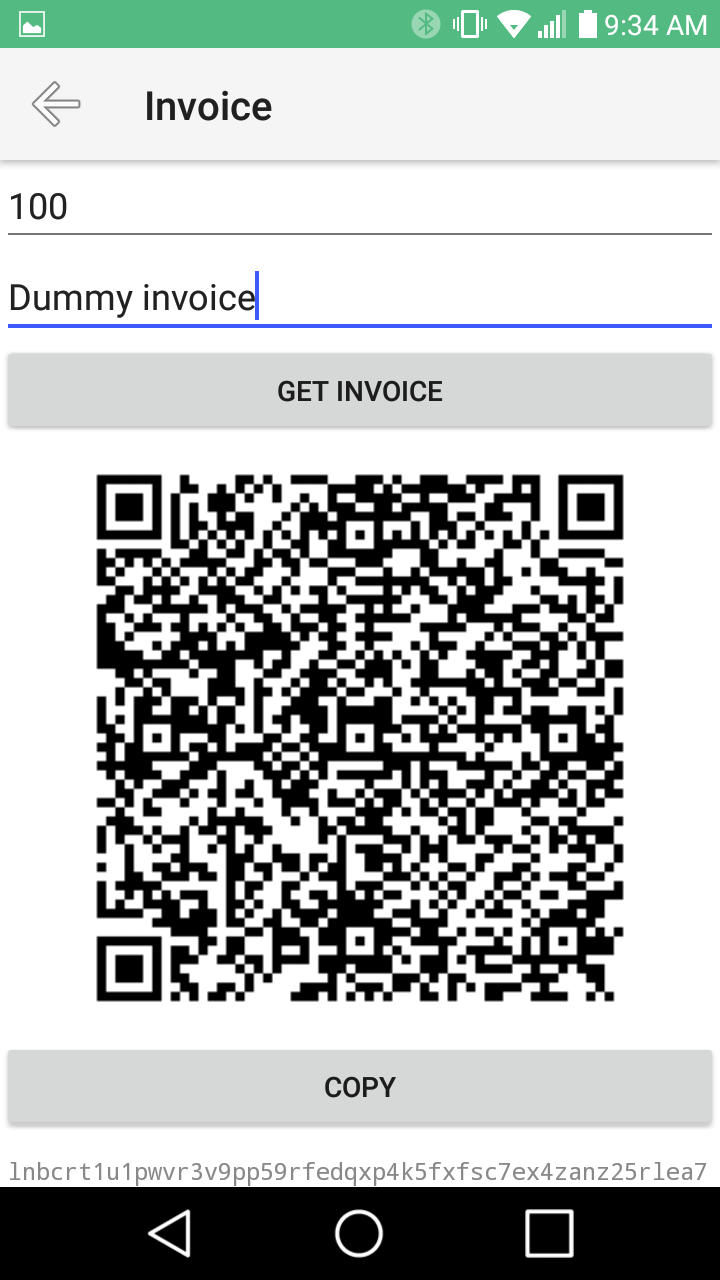 9:34 AM
Invoice
100
Dummy invoice
GET INVOICE
COPY
lnbcrt1u1pwvr3v9pp59rfedqxp4k5fxfsc7ex4zanz25rlea7